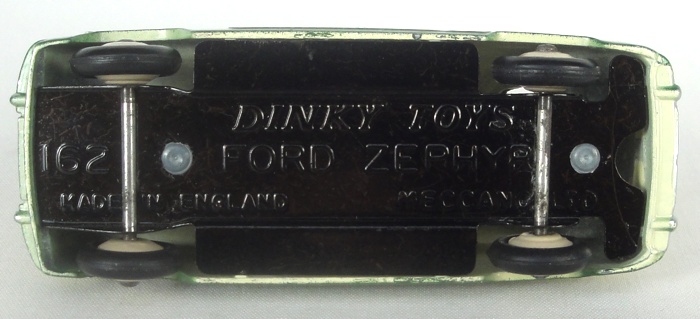 DINKY TOYS
162 FORD ZEPHYR
MADE IN ENGLAND MECCANO LTD